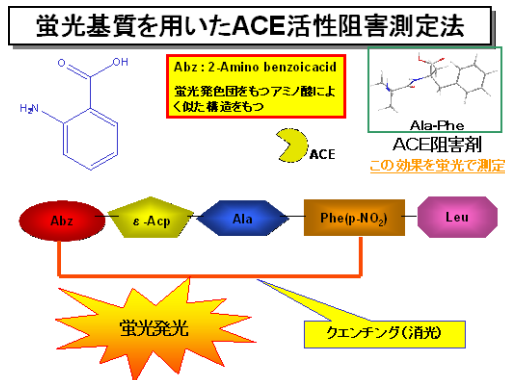 蛍光基質を用いたACE活性阻害測定法
O
OH
H₂N
Abz : 2-Amino benzoicacid
蛍光発色団をもつアミノ酸によ
く似た構造をもつ
ACE
Ala-Phe
ACE阻害剤
この効果を蛍光で測定
Abz
ε-Acp
Ala
Phe(p-NO₂)
Leu
蛍光発光
クエンチング(消光)